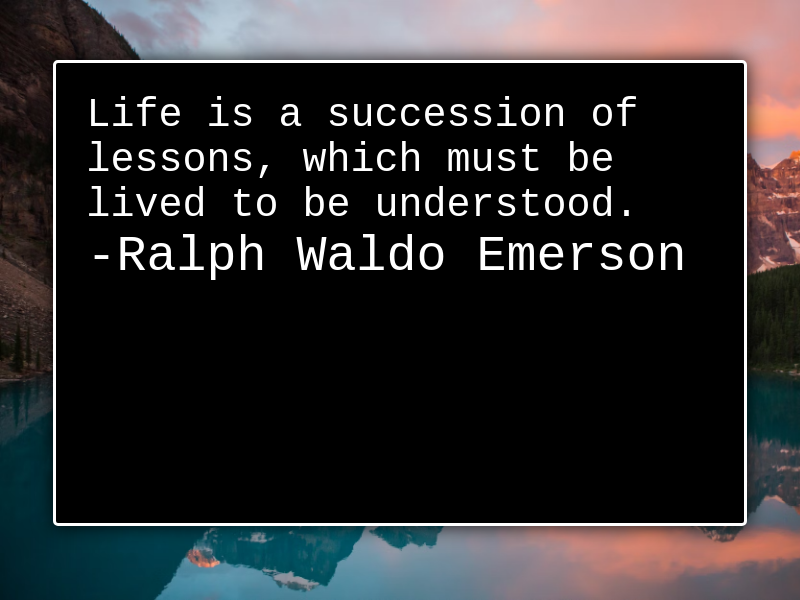 Life is a succession of
lessons, which must be
lived to be understood.
-Ralph Waldo Emerson